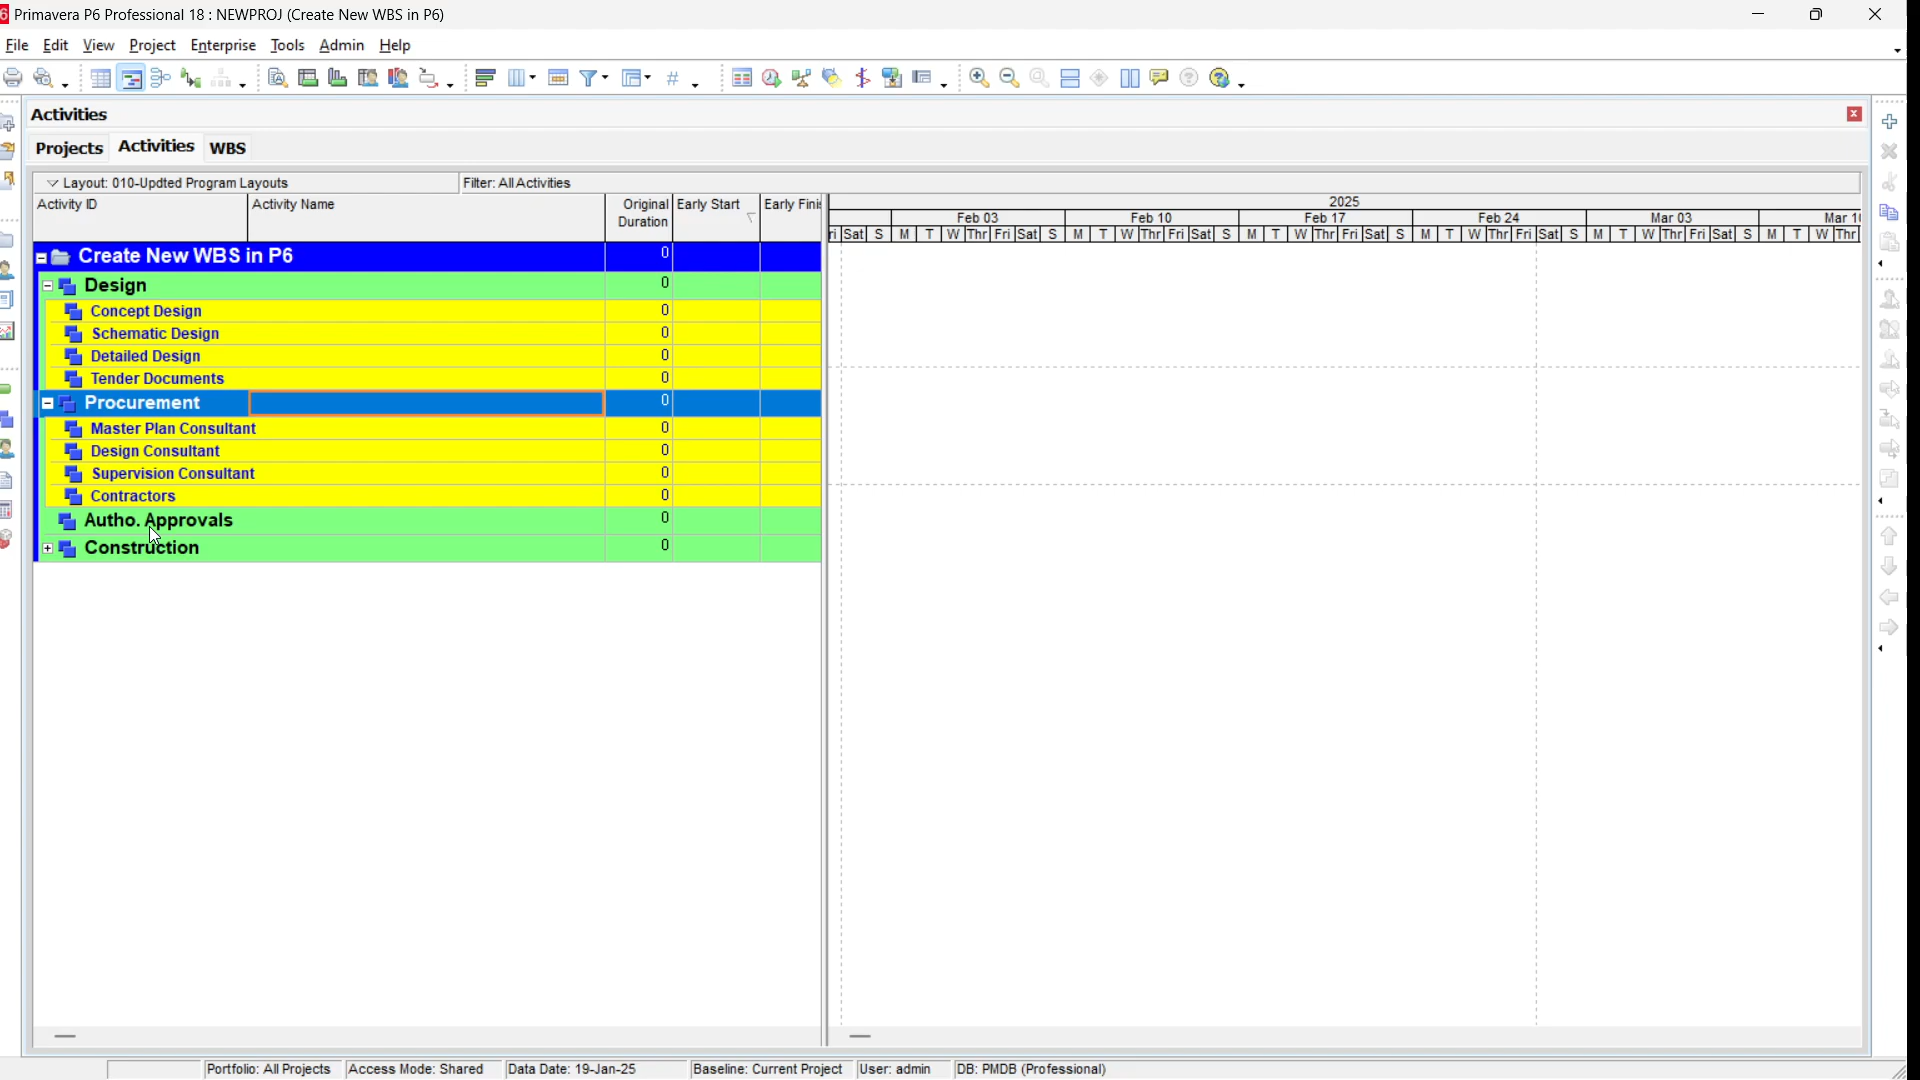 6 Primavera P6 Professional 18 : NEWPROJ (Create New WBS in P6)
File Edit View Project Enterprise Tools Admin Help
Activities
Projects Activities WBS
Layout: 010-Updted Program Layouts Filter: All Activities
Activity ID Activity Name Original Duration Early Start Early Finis
2025
Feb 03 Feb 10 Feb 17 Feb 24 Mar 03 Mar 10
ri Sat S M T W Thr Fri Sat S M T W Thr Fri Sat S M T W Thr Fri Sat S M T W Thr Fri Sat S M T W Thr Fri Sat S M T W Thr
Create New WBS in P6 0
Design 0
Concept Design 0
Schematic Design 0
Detailed Design 0
Tender Documents 0
Procurement 0
Master Plan Consultant 0
Design Consultant 0
Supervision Consultant 0
Contractors 0
Autho. Approvals 0
Construction 0
Portfolio: All Projects Access Mode: Shared Data Date: 19-Jan-25 Baseline: Current Project User: admin DB: PMDB (Professional)